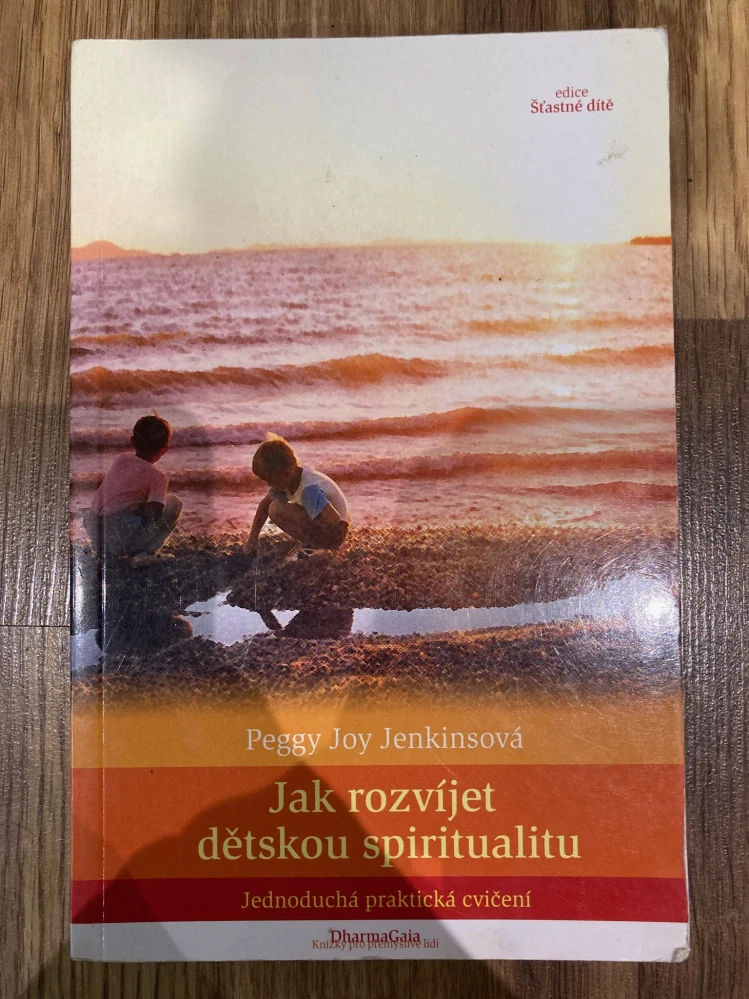 edice
Šťastné dítě
Peggy Joy Jenkinsová
Jak rozvíjet
dětskou spiritualitu
Jednoduchá praktická cvičení
DharmaGaia
Knížky pro přemýšlivé lidi